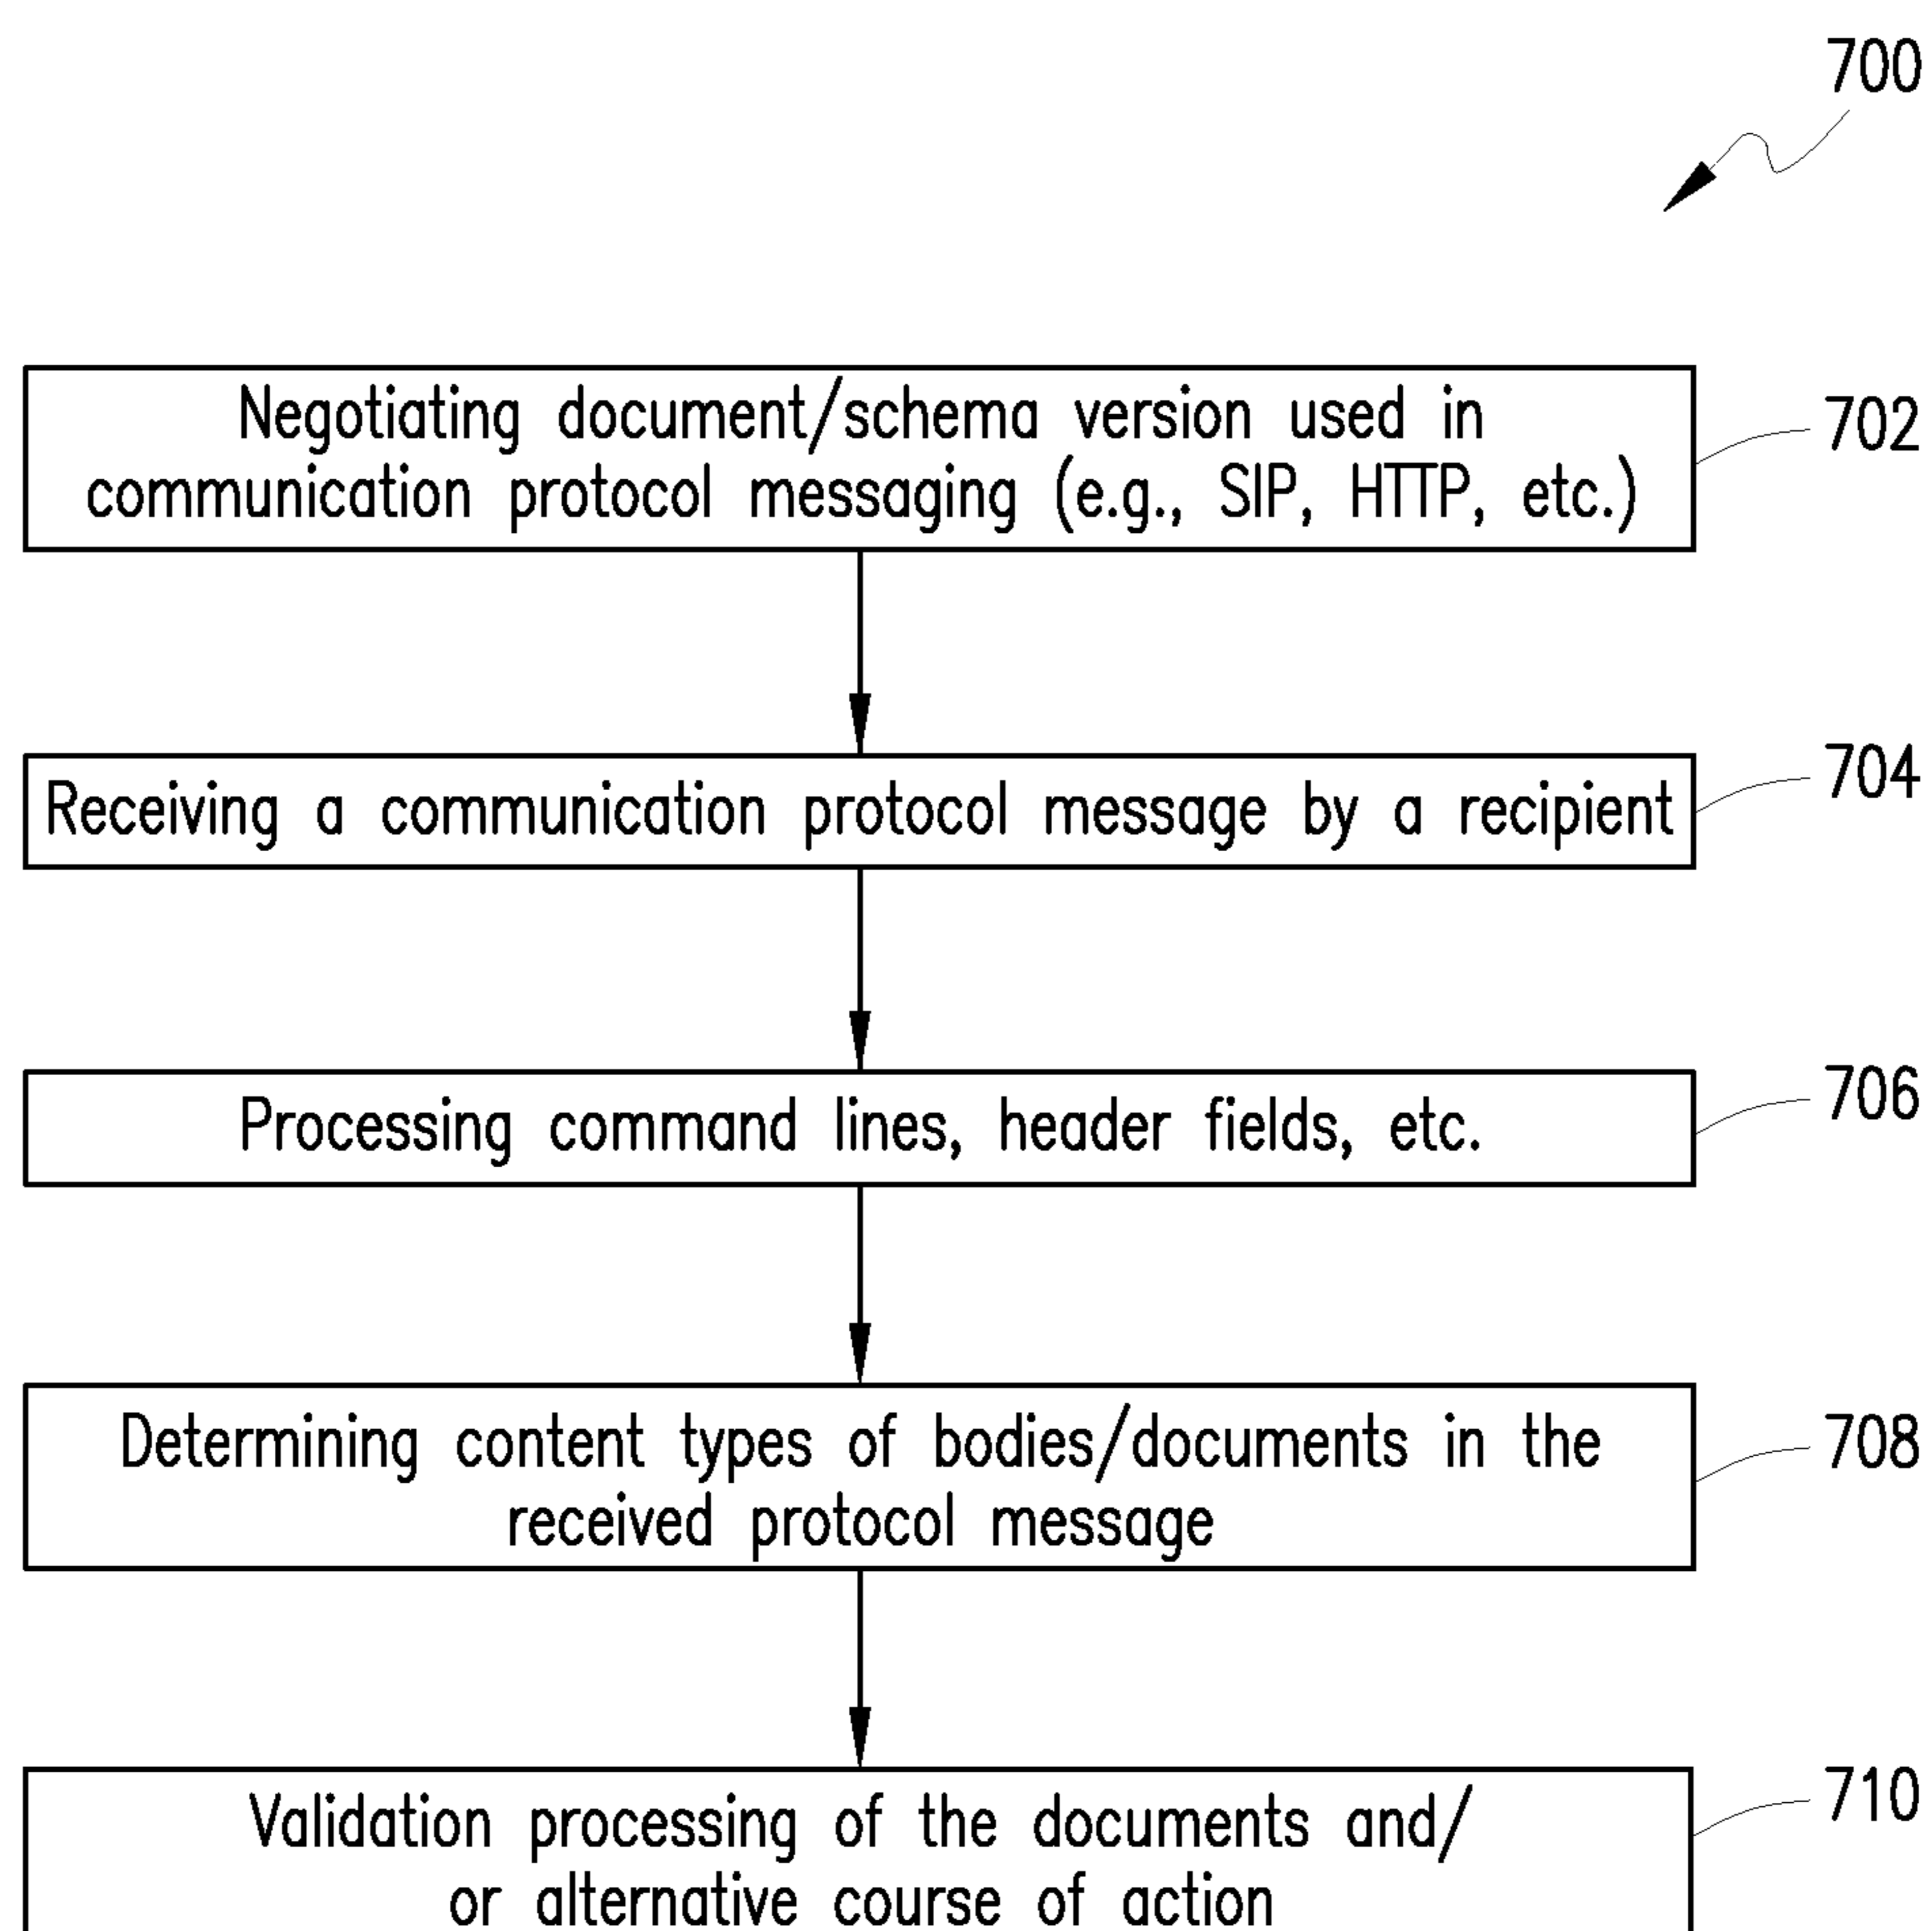 700
Negotiating document/schema version used in
communication protocol messaging (e.g., SIP, HTTP, etc.)
702
Receiving a communication protocol message by a recipient
704
Processing command lines, header fields, etc.
706
Determining content types of bodies/documents in the
received protocol message
708
Validation processing of the documents and/
or alternative course of action
710